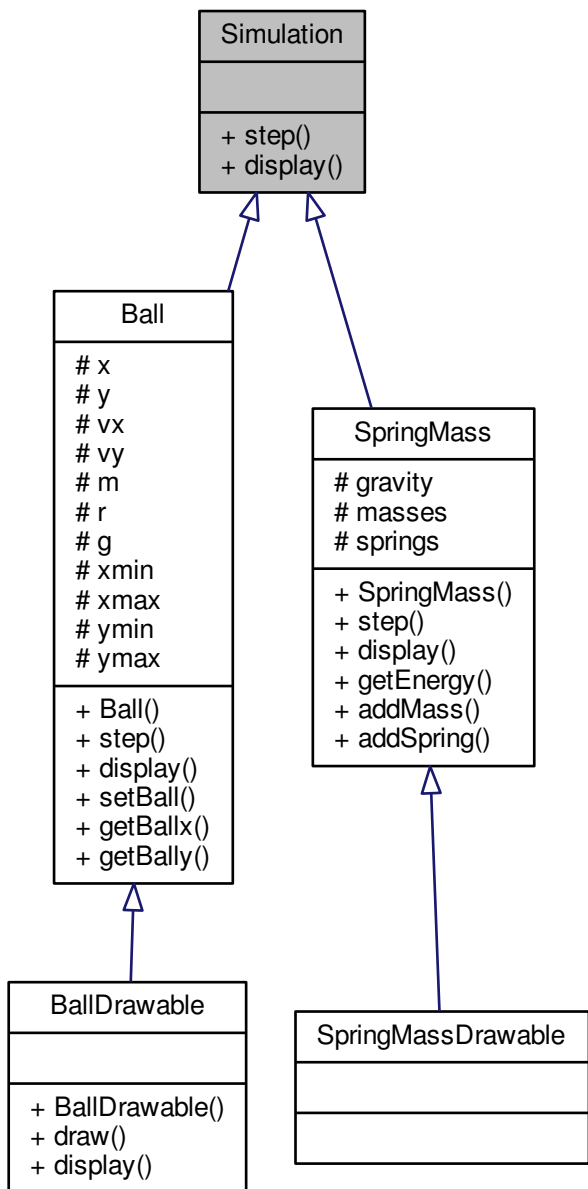 Simulation
+ step()
+ display()
Ball
# x
# y
# vx
# vy
# m
# r
# g
# xmin
# xmax
# ymin
# ymax
+ Ball()
+ step()
+ display()
+ setBall()
+ getBallx()
+ getBally()
SpringMass
# gravity
# masses
# springs
+ SpringMass()
+ step()
+ display()
+ getEnergy()
+ addMass()
+ addSpring()
BallDrawable
+ BallDrawable()
+ draw()
+ display()
SpringMassDrawable